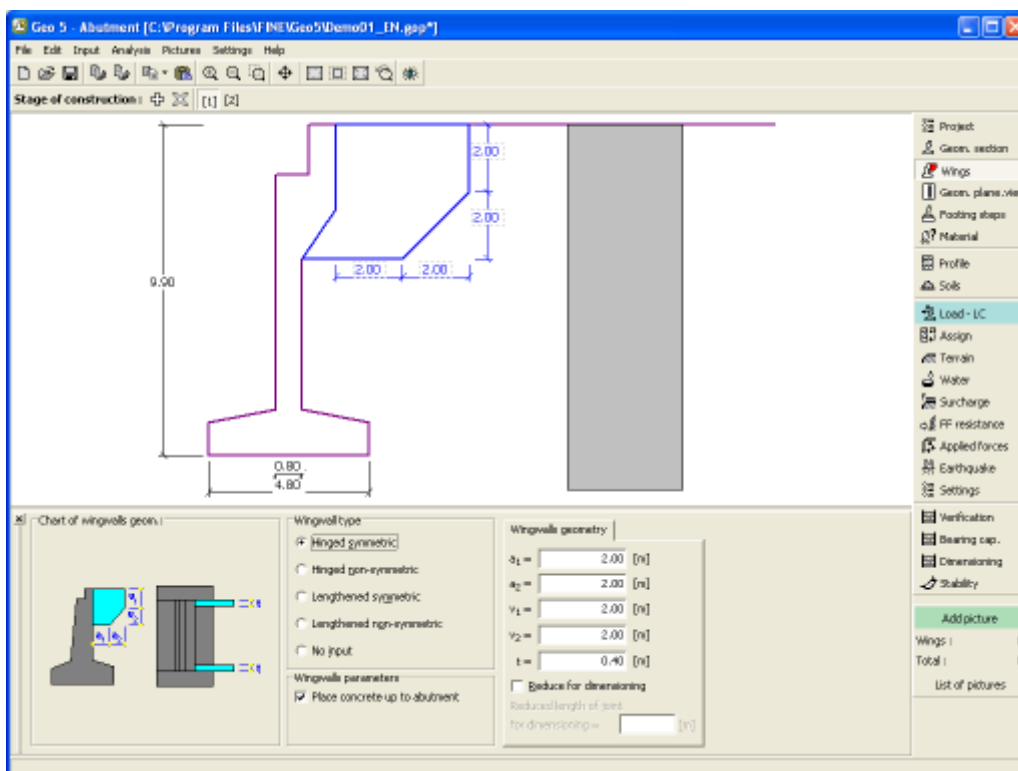 Geo 5 - Abutment [C:\Program Files\FINE\Geo5\Demo01_EN.gop*]
File Edit Input Analysis Pictures Settings Help
Stage of construction: [1] [2]
2.00
2.00
2.00 2.00
9.90
0.80
4.80
Project
Geom. section
Wings
Geom. plane.vie
Footing steps
Material
Profile
Soils
Load - LC
Assign
Terrain
Water
Surcharge
FF resistance
Applied forces
Earthquake
Settings
Verification
Bearing cap.
Dimensioning
Stability
Add picture
Wings :
Total :
List of pictures
Chart of wingwalls geom.:
Wingwall type
Hinged symmetric
Hinged non-symmetric
Lengthened symmetric
Lengthened non-symmetric
No input
Wingwalls parameters
Place concrete up to abutment
Wingwalls geometry
a1 = 2.00 [m]
a2 = 2.00 [m]
v1 = 2.00 [m]
v2 = 2.00 [m]
t = 0.40 [m]
Reduce for dimensioning
Reduced length of joint
for dimensioning = [m]